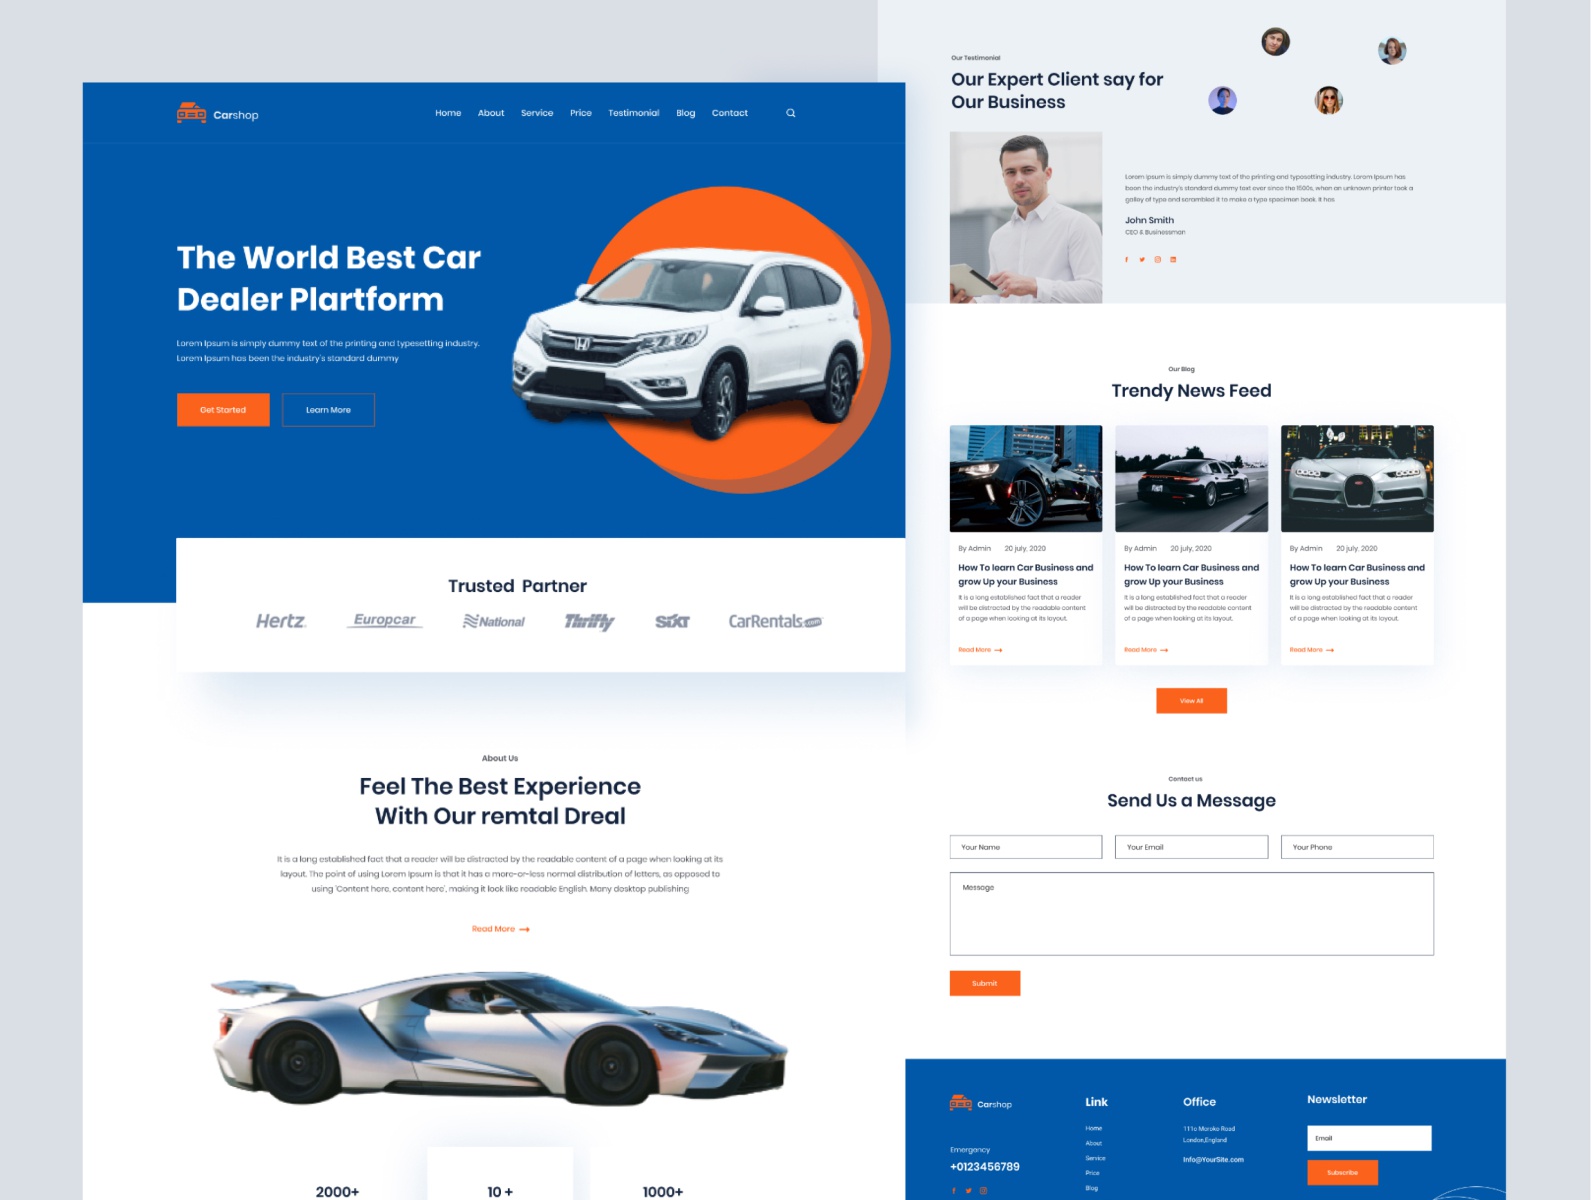 Carshop
Home About Service Price Testimonial Blog Contact
The World Best Car
Dealer Plartform
Lorem Ipsum is simply dummy text of the printing and typesetting industry.
Lorem Ipsum has been the industry's standard dummy
Get Started Learn More
Trusted Partner
Hertz. Europcar National Thrifty SiXT CarRentals.com
About Us
Feel The Best Experience
With Our remtal Dreal
It is a long established fact that a reader will be distracted by the readable content of a page when looking at its
layout. The point of using Lorem Ipsum is that it has a more-or-less normal distribution of letters, as opposed to
using 'Content here, content here', making it look like readable English. Many desktop publishing
Read More →
2000+ 10 + 1000+
Our Testimonial
Our Expert Client say for
Our Business
Lorem Ipsum is simply dummy text of the printing and typesetting industry. Lorem Ipsum has
been the industry's standard dummy text ever since the 1500s, when an unknown printer took a
galley of type and scrambled it to make a type specimen book. It has
John Smith
CEO & Businessman
Our Blog
Trendy News Feed
By Admin 20 july, 2020
How To learn Car Business and
grow Up your Business
It is a long established fact that a reader
will be distracted by the readable content
of a page when looking at its layout.
Read More →
By Admin 20 july, 2020
How To learn Car Business and
grow Up your Business
It is a long established fact that a reader
will be distracted by the readable content
of a page when looking at its layout.
Read More →
By Admin 20 july, 2020
How To learn Car Business and
grow Up your Business
It is a long established fact that a reader
will be distracted by the readable content
of a page when looking at its layout.
Read More →
View All
Contact us
Send Us a Message
Your Name Your Email Your Phone
Message
Submit
Carshop
Emergency
+0123456789
Link
Home
About
Service
Price
Blog
Office
111a Moroko Road
London,England
Info@YourSite.com
Newsletter
Email
Subscribe